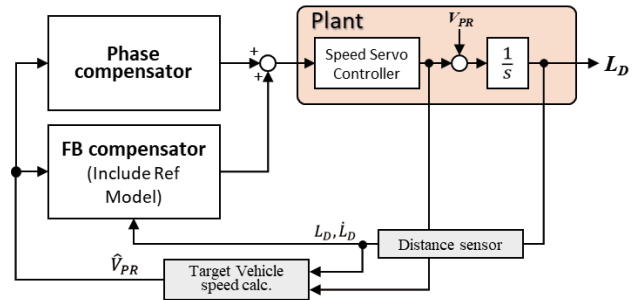 Plant
V_PR
Phase
compensator
+
+
Speed Servo
Controller
1
s
L_D
FB compensator
(Include Ref
Model)
L_D, L̇_D
Distance sensor
V̂_PR
Target Vehicle
speed calc.